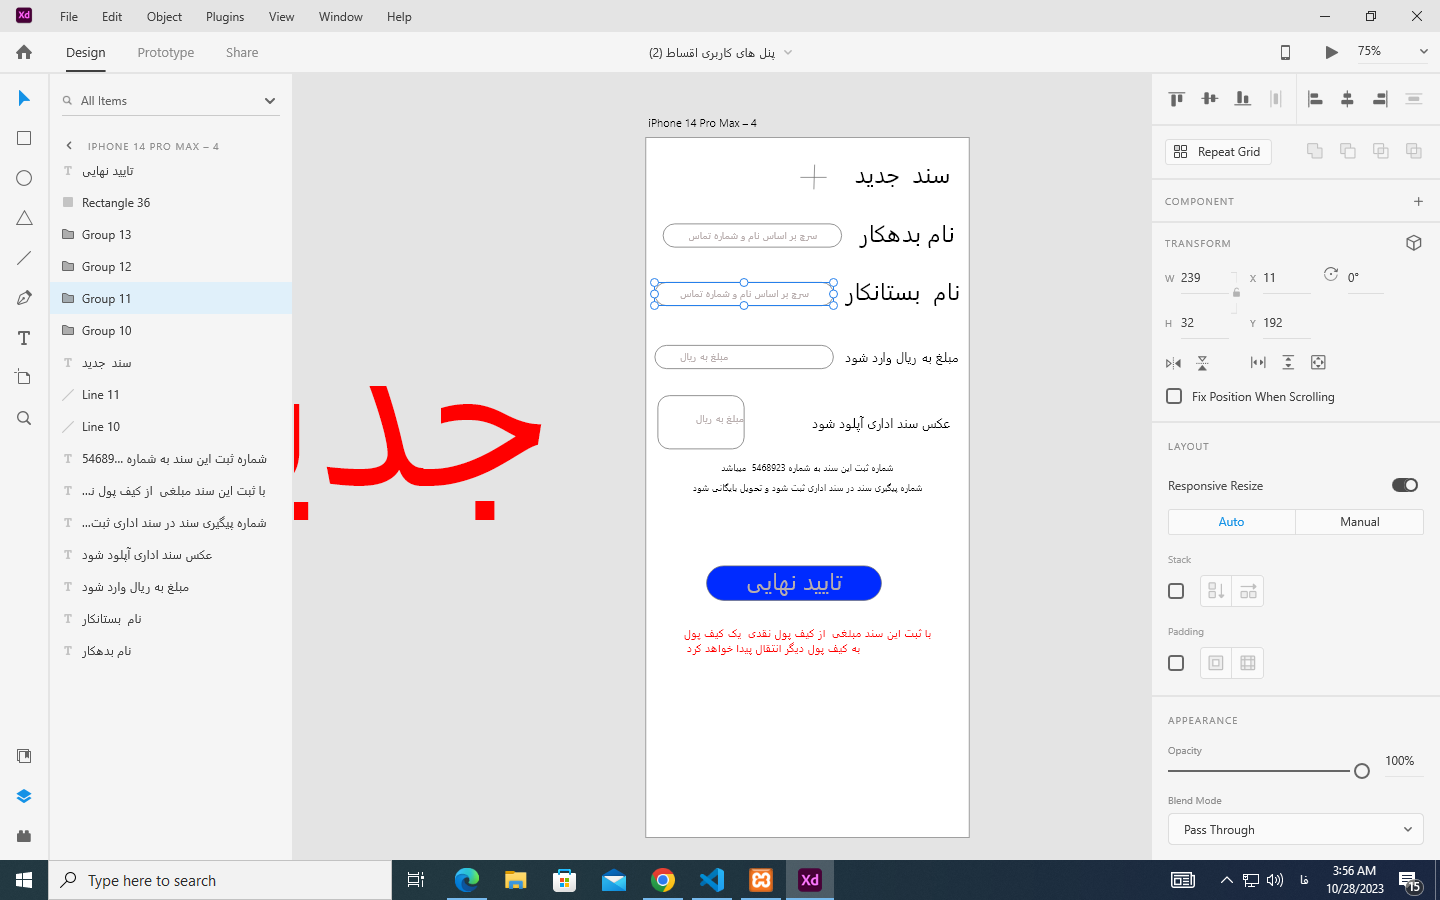 Xd File Edit Object Plugins View Window Help
Design Prototype Share
پنل های کاربری اقساط (2)
75%
All Items
IPHONE 14 PRO MAX – 4
تایید نهایی
Rectangle 36
Group 13
Group 12
Group 11
Group 10
سند جدید
Line 11
Line 10
شماره ثبت این سند به شماره 54689...
با ثبت این سند مبلغی از کیف پول ن...
شماره پیگیری سند در سند اداری ثبت...
عکس سند اداری آپلود شود
مبلغ به ریال وارد شود
نام بستانکار
نام بدهکار
جدی
iPhone 14 Pro Max – 4
سند جدید
نام بدهکار
سرچ بر اساس نام و شماره تماس
نام بستانکار
سرچ بر اساس نام و شماره تماس
مبلغ به ریال وارد شود
مبلغ به ریال
عکس سند اداری آپلود شود
مبلغ به ریال
شماره ثبت این سند به شماره 5468923 میباشد
شماره پیگیری سند در سند اداری ثبت شود و تحویل بایگانی شود
تایید نهایی
با ثبت این سند مبلغی از کیف پول نقدی یک کیف پول
به کیف پول دیگر انتقال پیدا خواهد کرد
Repeat Grid
COMPONENT
TRANSFORM
W 239 X 11 0°
H 32 Y 192
Fix Position When Scrolling
LAYOUT
Responsive Resize
Auto Manual
Stack
Padding
APPEARANCE
Opacity
100%
Blend Mode
Pass Through
Type here to search
Xd
فا
3:56 AM
10/28/2023
15